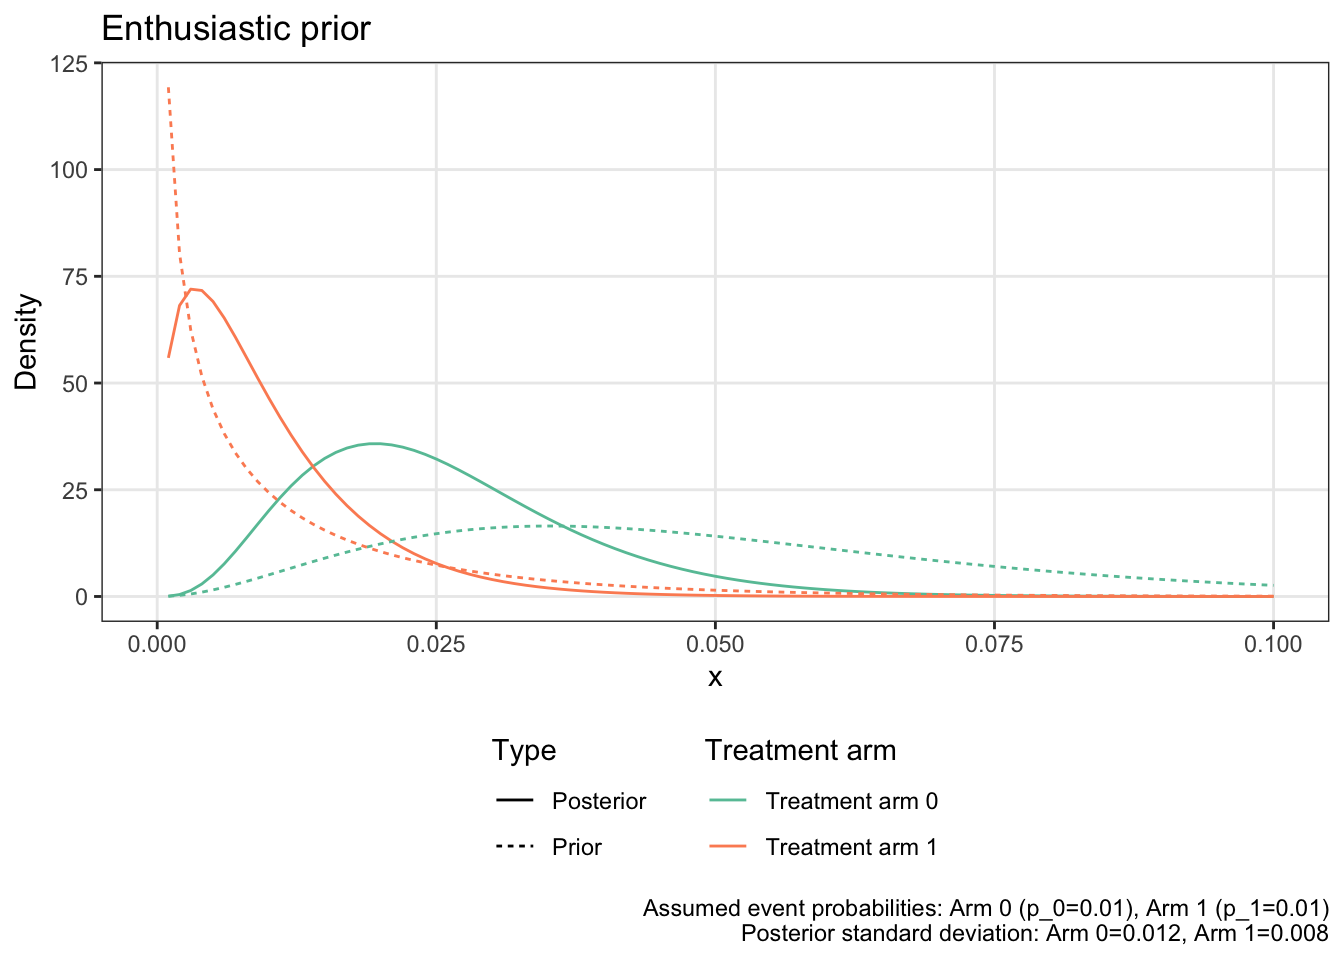 Enthusiastic prior
125
100
75
50
25
0
Density
0.000 0.025 0.050 0.075 0.100
x
Type Treatment arm
Posterior Treatment arm 0
Prior Treatment arm 1
Assumed event probabilities: Arm 0 (p_0=0.01), Arm 1 (p_1=0.01)
Posterior standard deviation: Arm 0=0.012, Arm 1=0.008